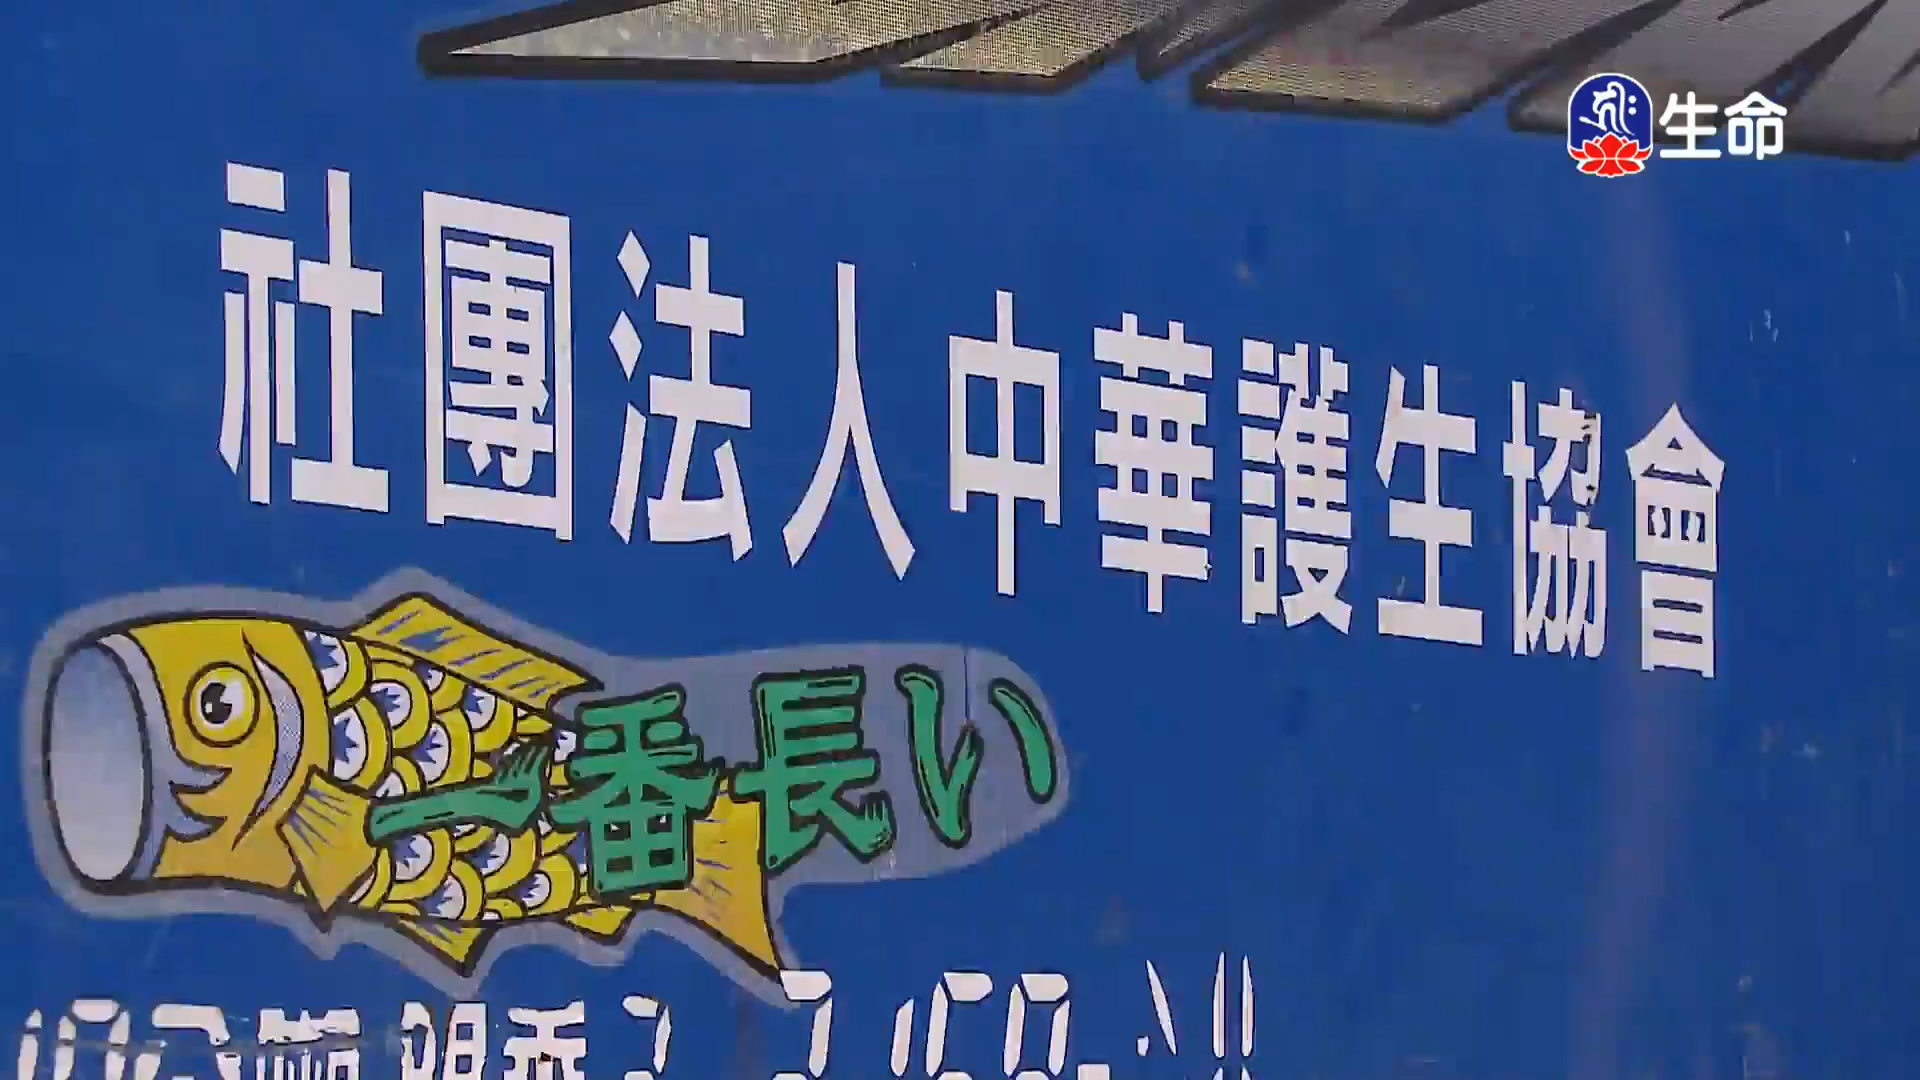 生命
社團法人中華護生協會
一番長い